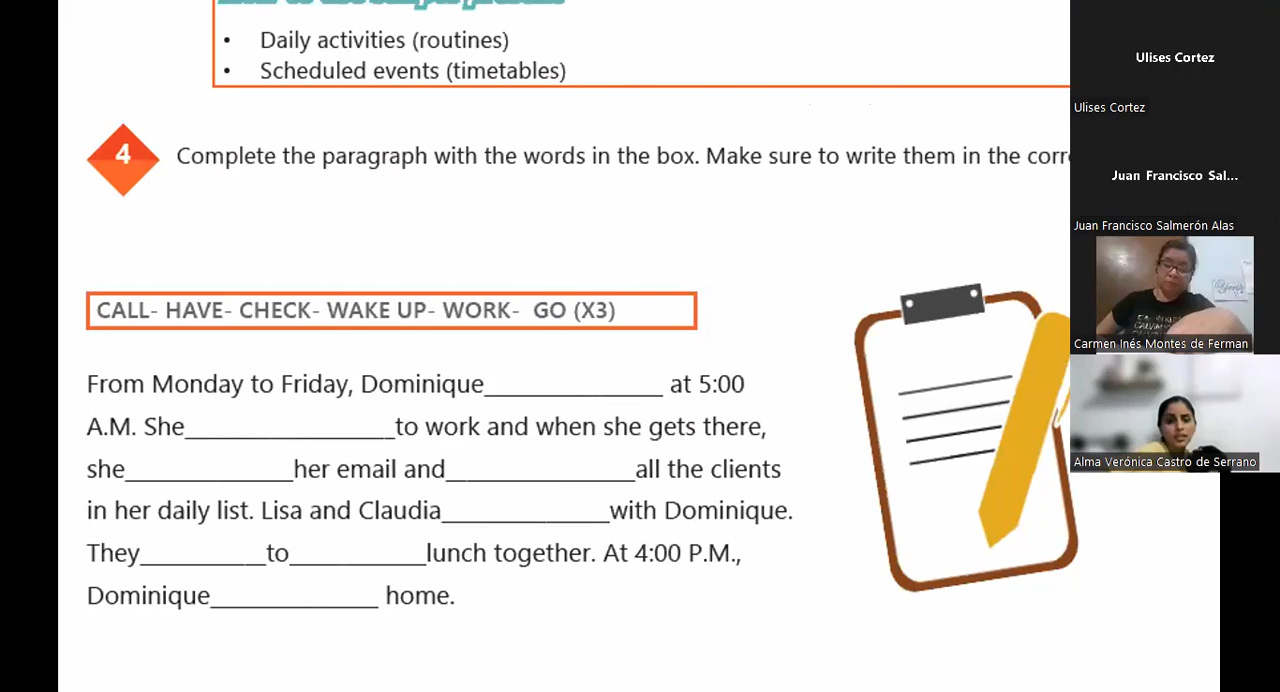 • Daily activities (routines)
• Scheduled events (timetables)
4
Complete the paragraph with the words in the box. Make sure to write them in the
CALL- HAVE- CHECK- WAKE UP- WORK- GO (X3)
From Monday to Friday, Dominique______________ at 5:00
A.M. She________________to work and when she gets there,
she_____________her email and_______________all the clients
in her daily list. Lisa and Claudia_____________with Dominique.
They__________to___________lunch together. At 4:00 P.M.,
Dominique_____________ home.
Ulises Cortez
Ulises Cortez
Juan Francisco Sal...
Juan Francisco Salmerón Alas
Carmen Inés Montes de Ferman
Alma Verónica Castro de Serrano